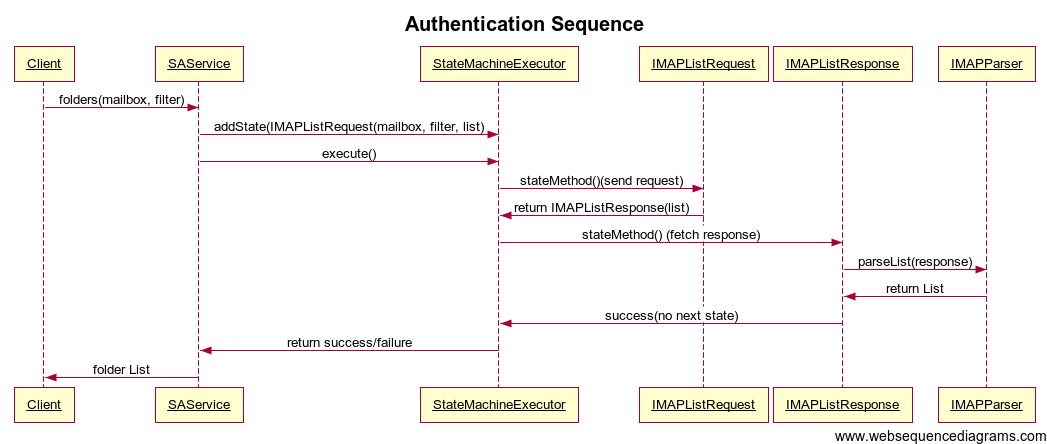 Authentication Sequence
Client SAService StateMachineExecutor IMAPListRequest IMAPListResponse IMAPParser
folders(mailbox, filter)
addState(IMAPListRequest(mailbox, filter, list)
execute()
stateMethod()(send request)
return IMAPListResponse(list)
stateMethod() (fetch response)
parseList(response)
return List
success(no next state)
return success/failure
folder List
Client SAService StateMachineExecutor IMAPListRequest IMAPListResponse IMAPParser
www.websequencediagrams.com